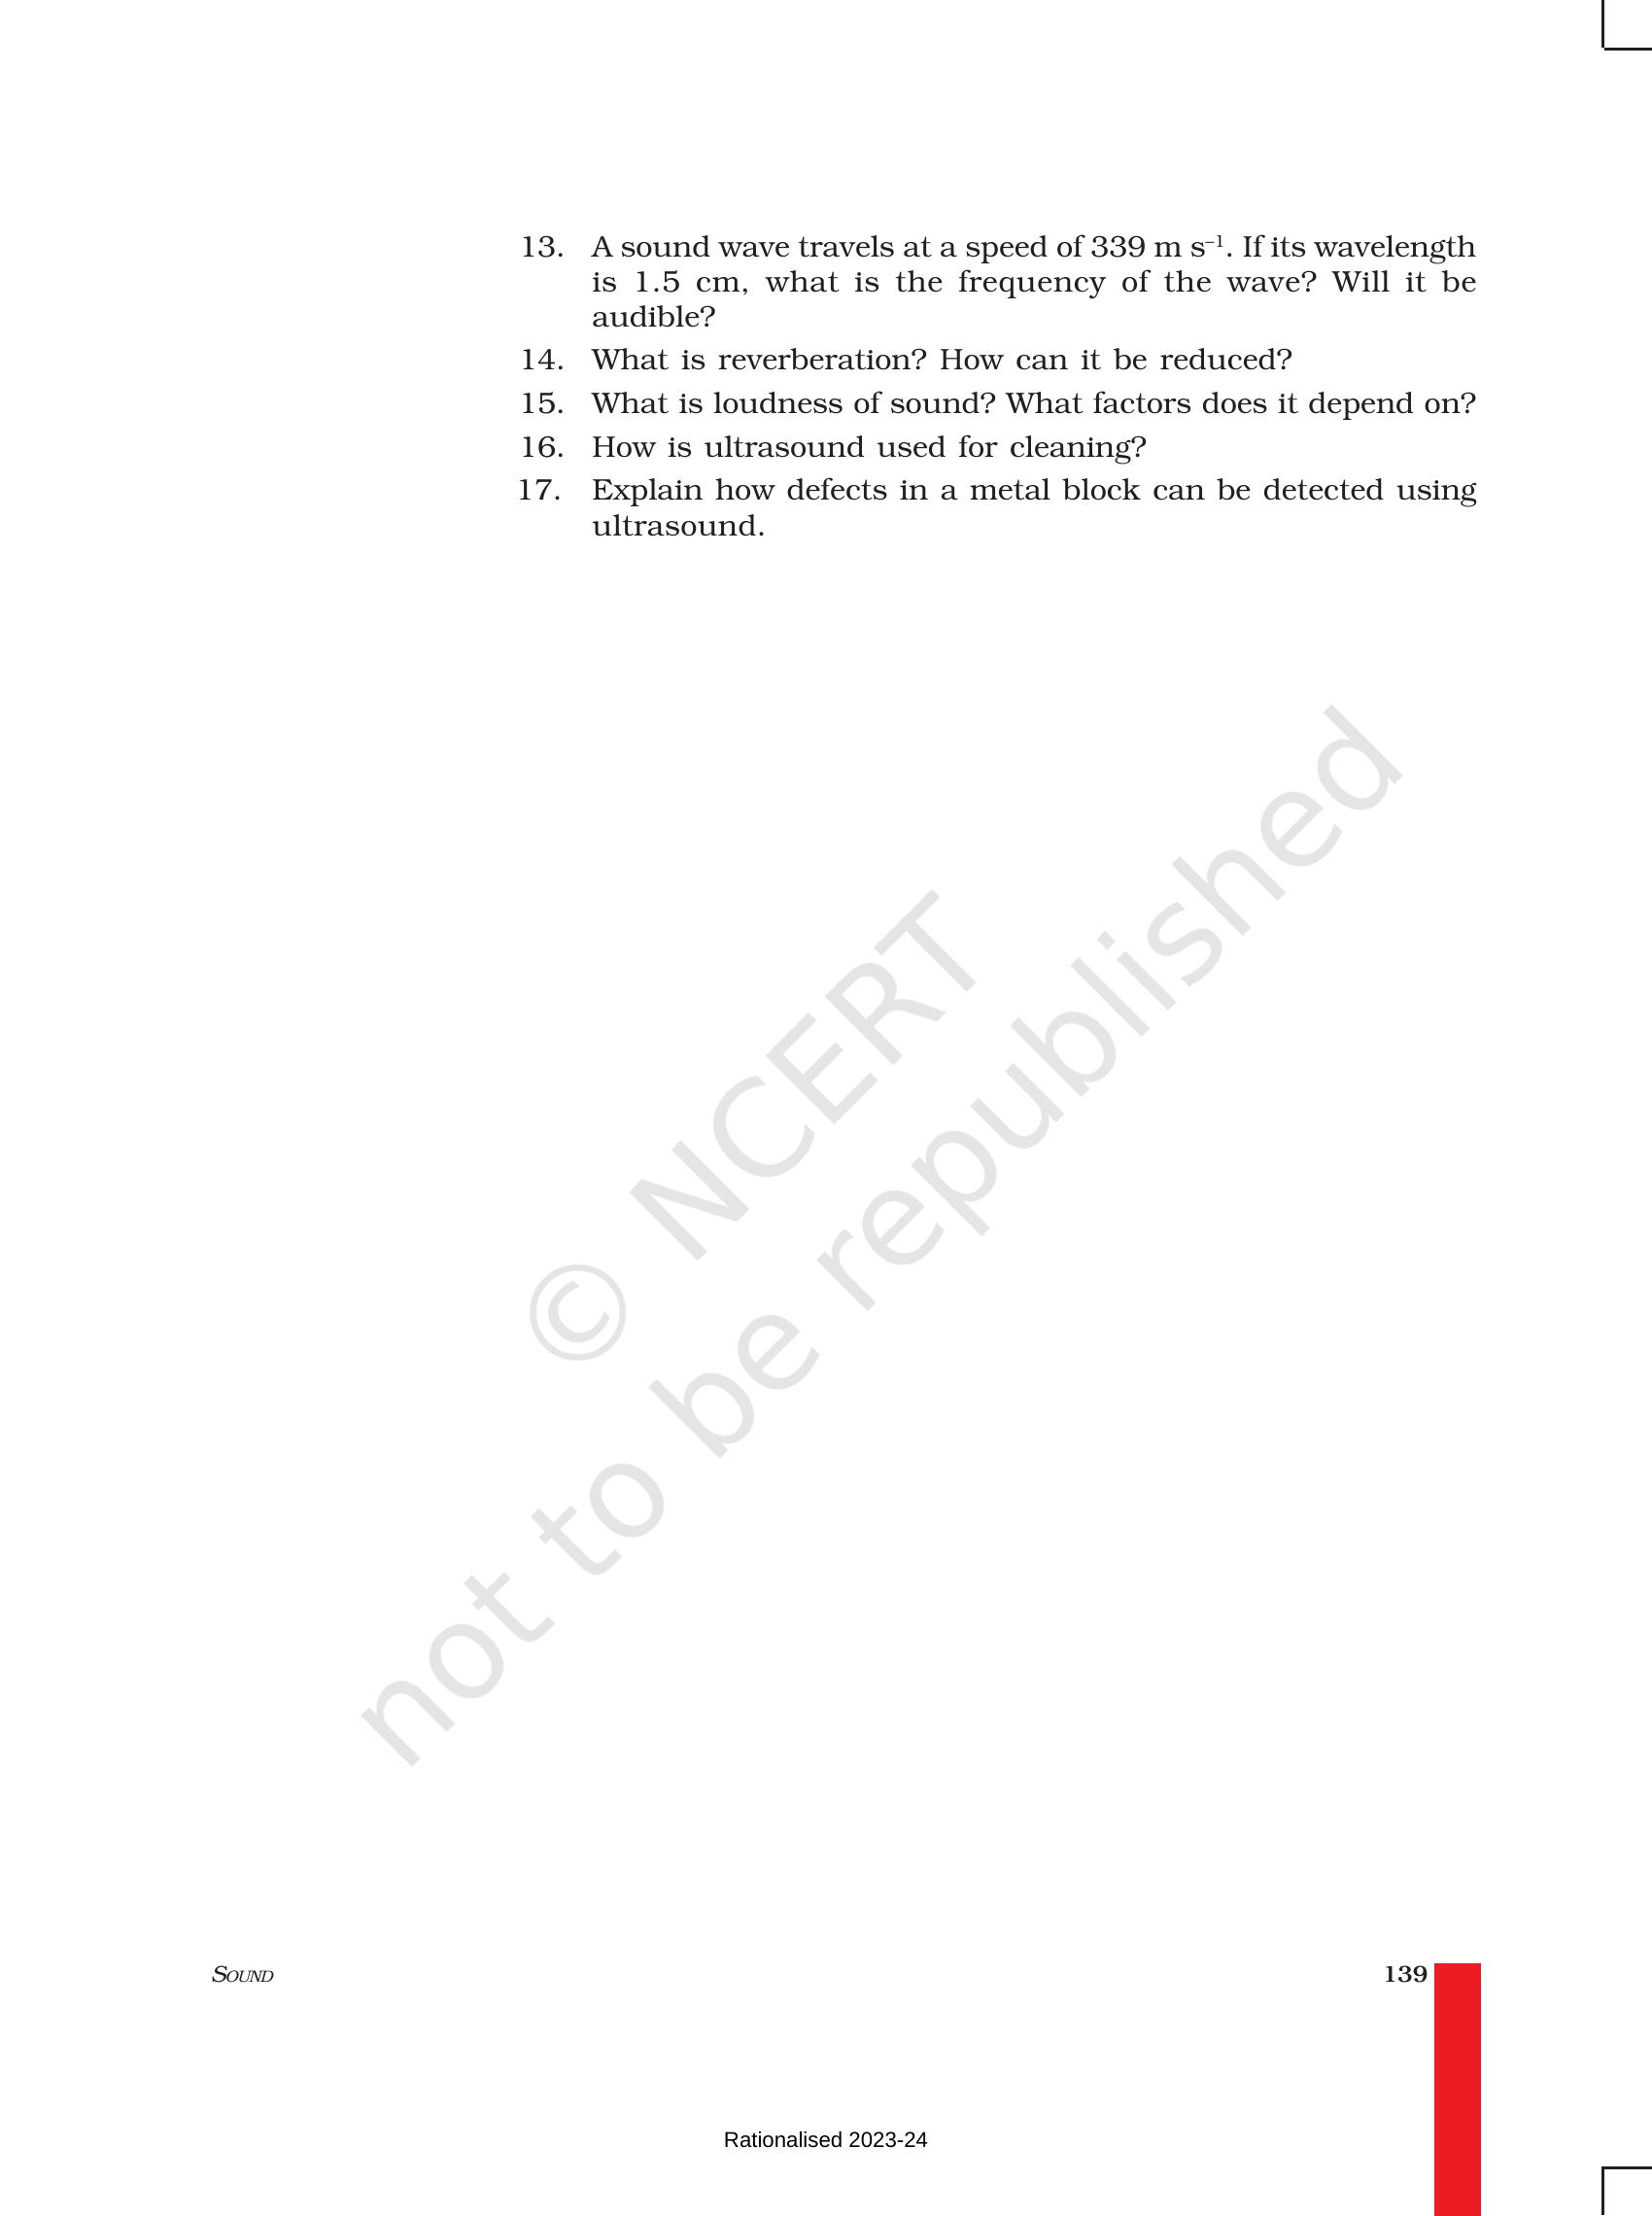 13. A sound wave travels at a speed of 339 m s⁻¹. If its wavelength
is 1.5 cm, what is the frequency of the wave? Will it be
audible?
14. What is reverberation? How can it be reduced?
15. What is loudness of sound? What factors does it depend on?
16. How is ultrasound used for cleaning?
17. Explain how defects in a metal block can be detected using
ultrasound.
© NCERT
not to be republished
SOUND 139
Rationalised 2023-24